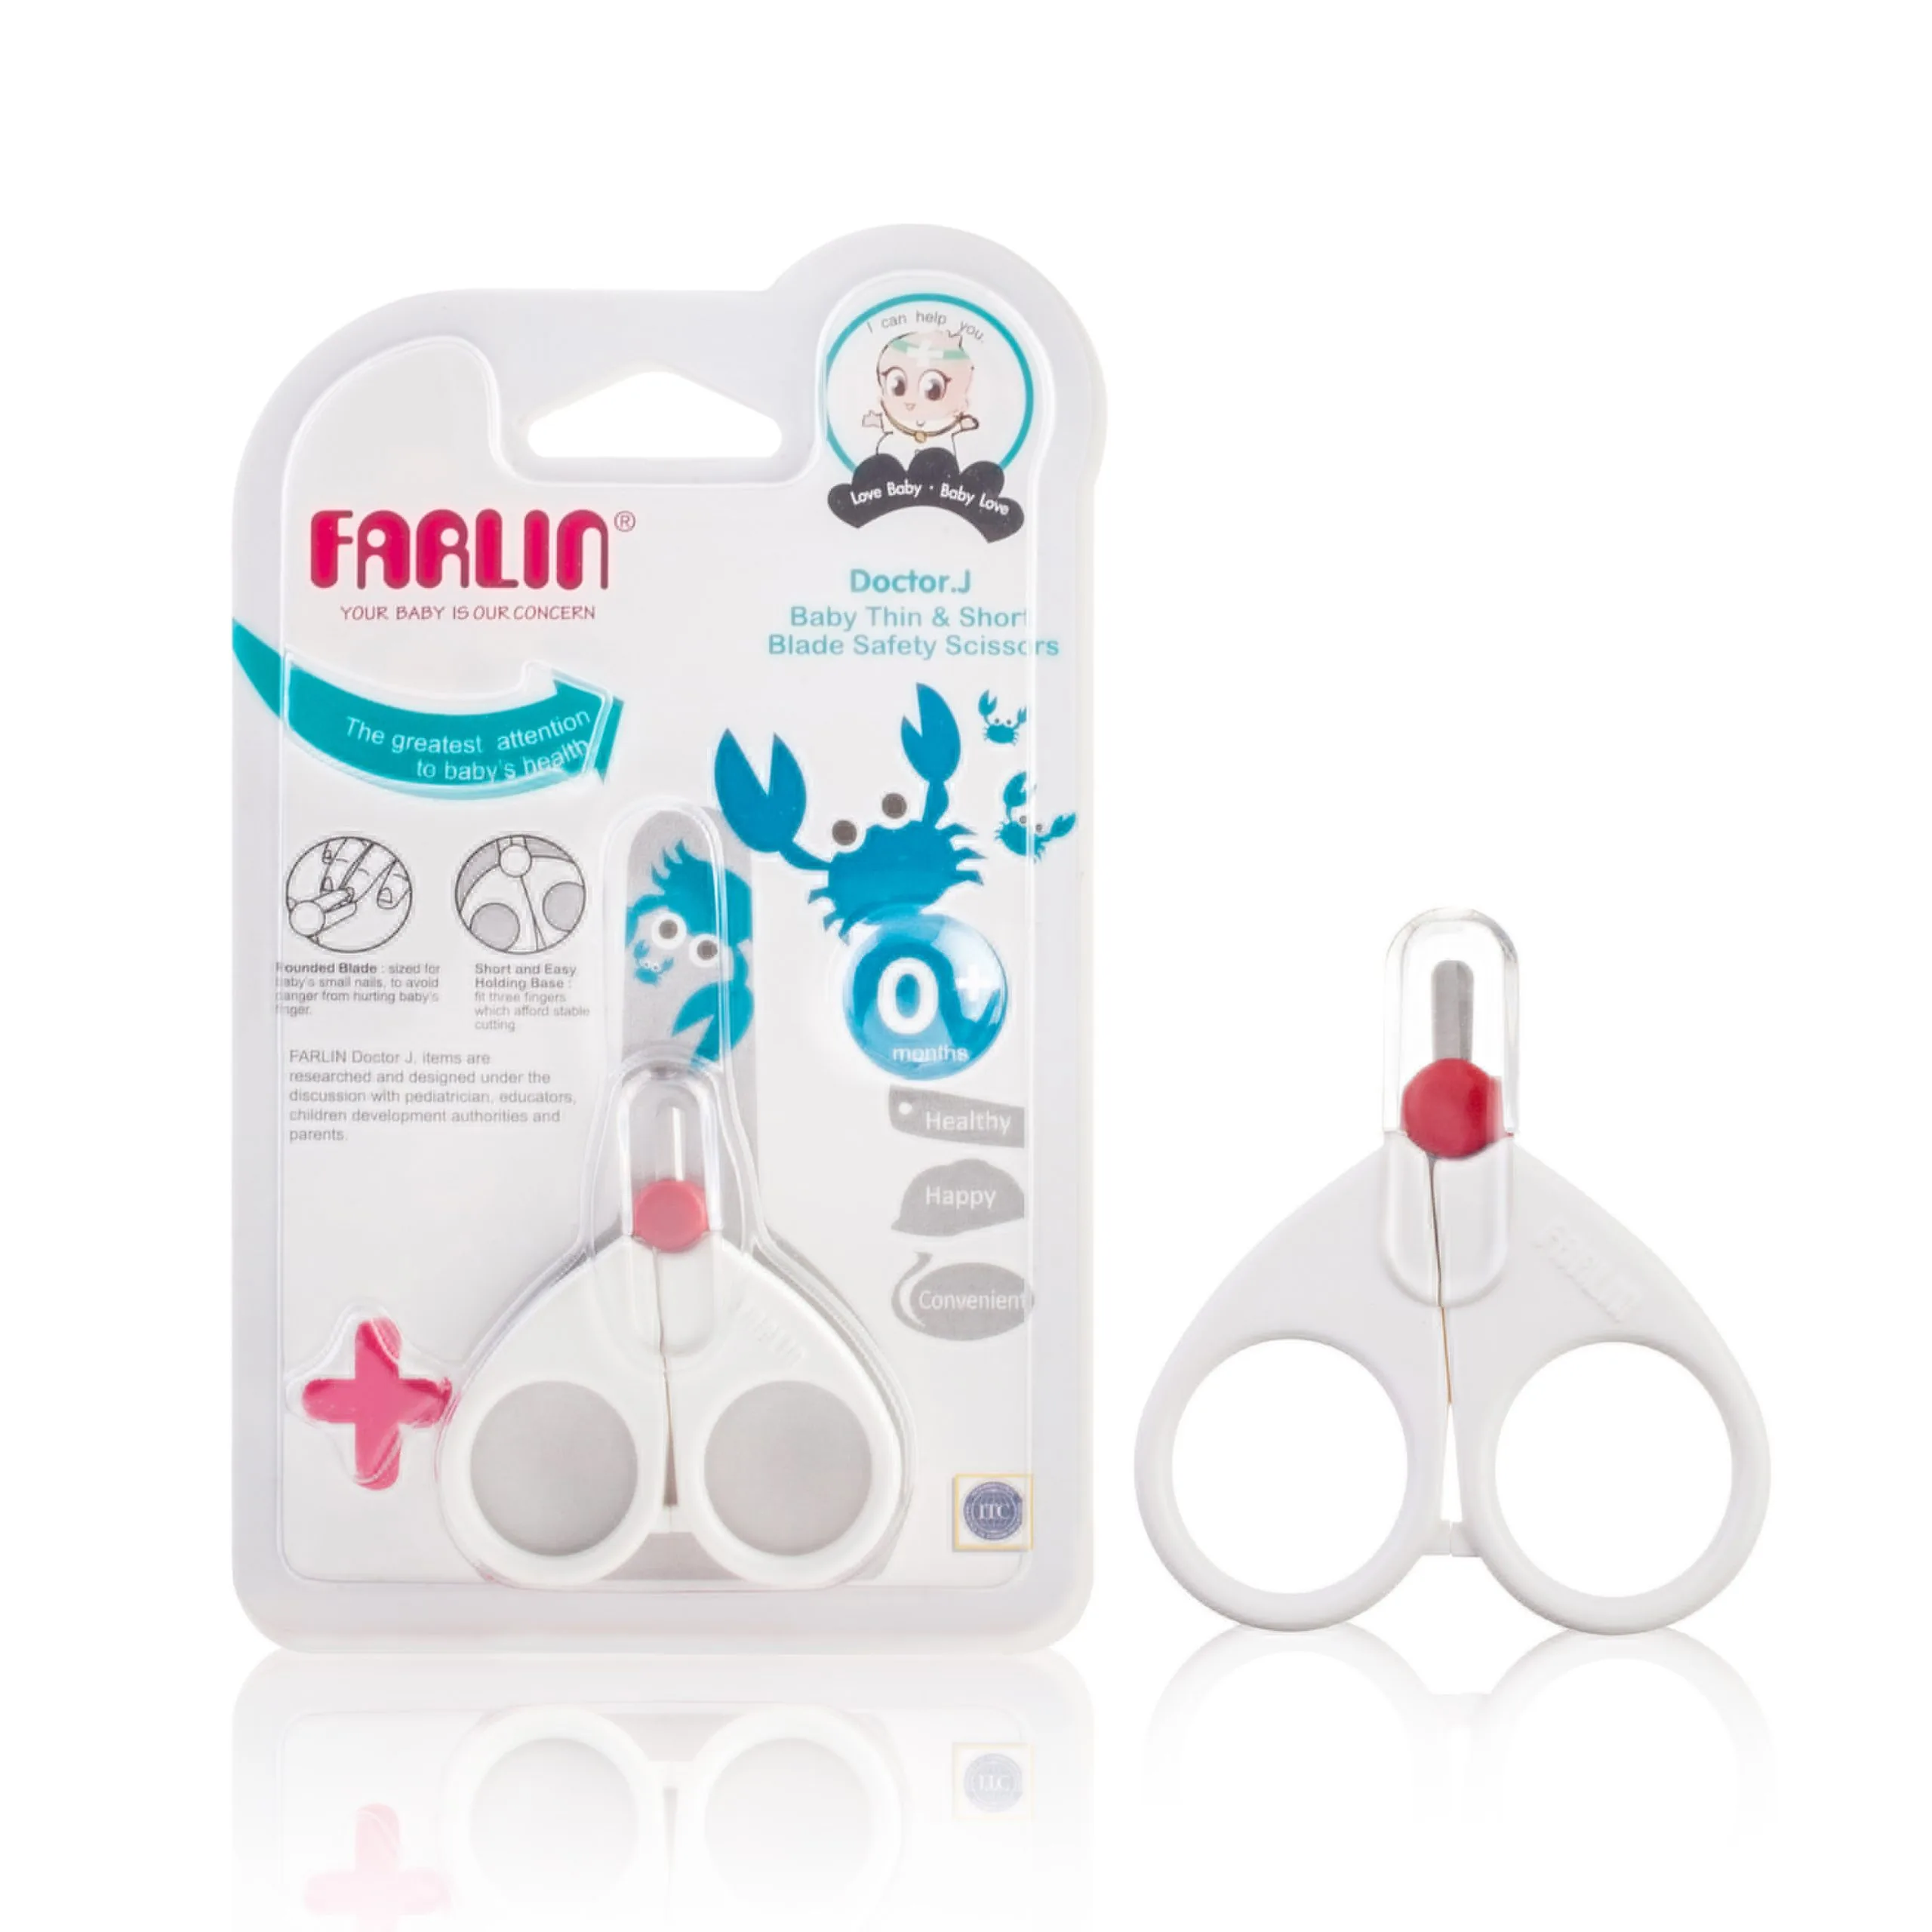 I can help you.
Love Baby · Baby Love
FARLIN®
YOUR BABY IS OUR CONCERN
Doctor.J
Baby Thin & Short
Blade Safety Scissors
The greatest attention
to baby's health
Rounded Blade : sized for
baby's small nails, to avoid
hanger from hurting baby's
finger.
Short and Easy
Holding Base :
fit three fingers
which afford stable
cutting
0+
months
FARLIN Doctor J. items are
researched and designed under the
discussion with pediatrician, educators,
children development authorities and
parents.
Healthy
Happy
Convenient
ITC
FARLIN